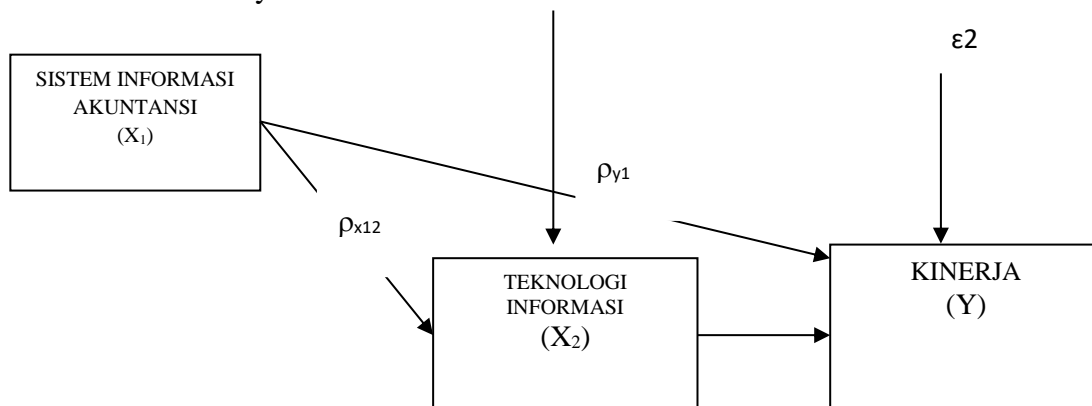 y
ε2
SISTEM INFORMASI
AKUNTANSI
(X₁)
ρy1
ρx12
TEKNOLOGI
INFORMASI
(X₂)
KINERJA
(Y)